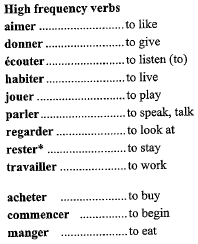 High frequency verbs
aimer ........................to like
donner ......................to give
écouter .....................to listen (to)
habiter ......................to live
jouer .........................to play
parler ........................to speak, talk
regarder ...................to look at
rester* ......................to stay
travailler ..................to work
acheter ..............to buy
commencer ..............to begin
manger ..............to eat